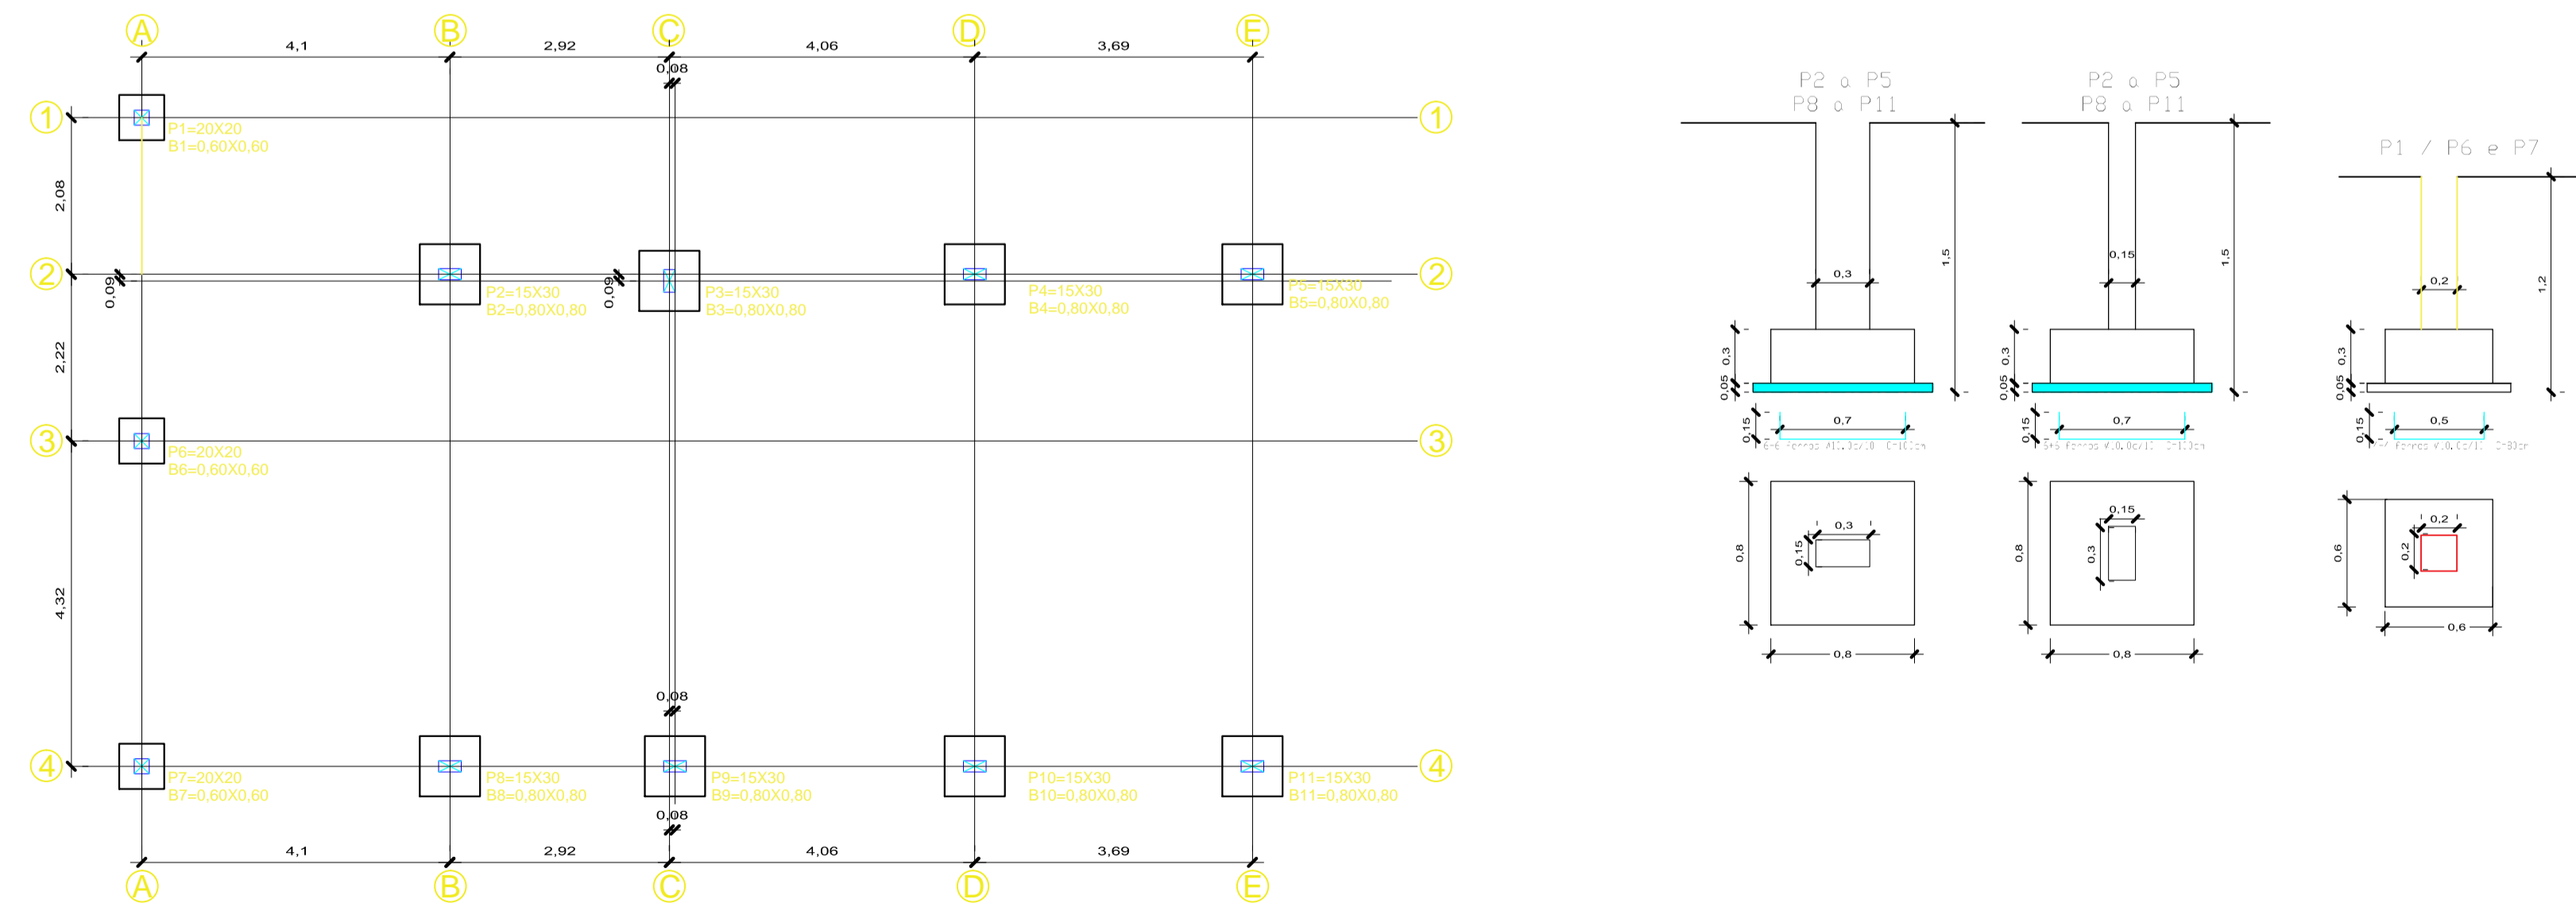 A B C D E
4,1 2,92 4,06 3,69
0,08
1 1
P1=20X20
B1=0,60X0,60
2,08
2 2
0,09 0,09
P2=15X30
B2=0,80X0,80
P3=15X30
B3=0,80X0,80
P4=15X30
B4=0,80X0,80
P5=15X30
B5=0,80X0,80
2,22
3 3
P6=20X20
B6=0,60X0,60
4,32
0,08
4 4
P7=20X20
B7=0,60X0,60
P8=15X30
B8=0,80X0,80
P9=15X30
B9=0,80X0,80
P10=15X30
B10=0,80X0,80
P11=15X30
B11=0,80X0,80
0,08
4,1 2,92 4,06 3,69
A B C D E
P2 a P5
P8 a P11
1,5
0,3
0,3
0,05
0,15
0,7
0,3
0,15
0,8
0,8
P2 a P5
P8 a P11
1,5
0,15
0,3
0,05
0,15
0,7
0,15
0,3
0,8
0,8
P1 / P6 e P7
1,2
0,2
0,3
0,05
0,15
0,5
0,2
0,2
0,6
0,6